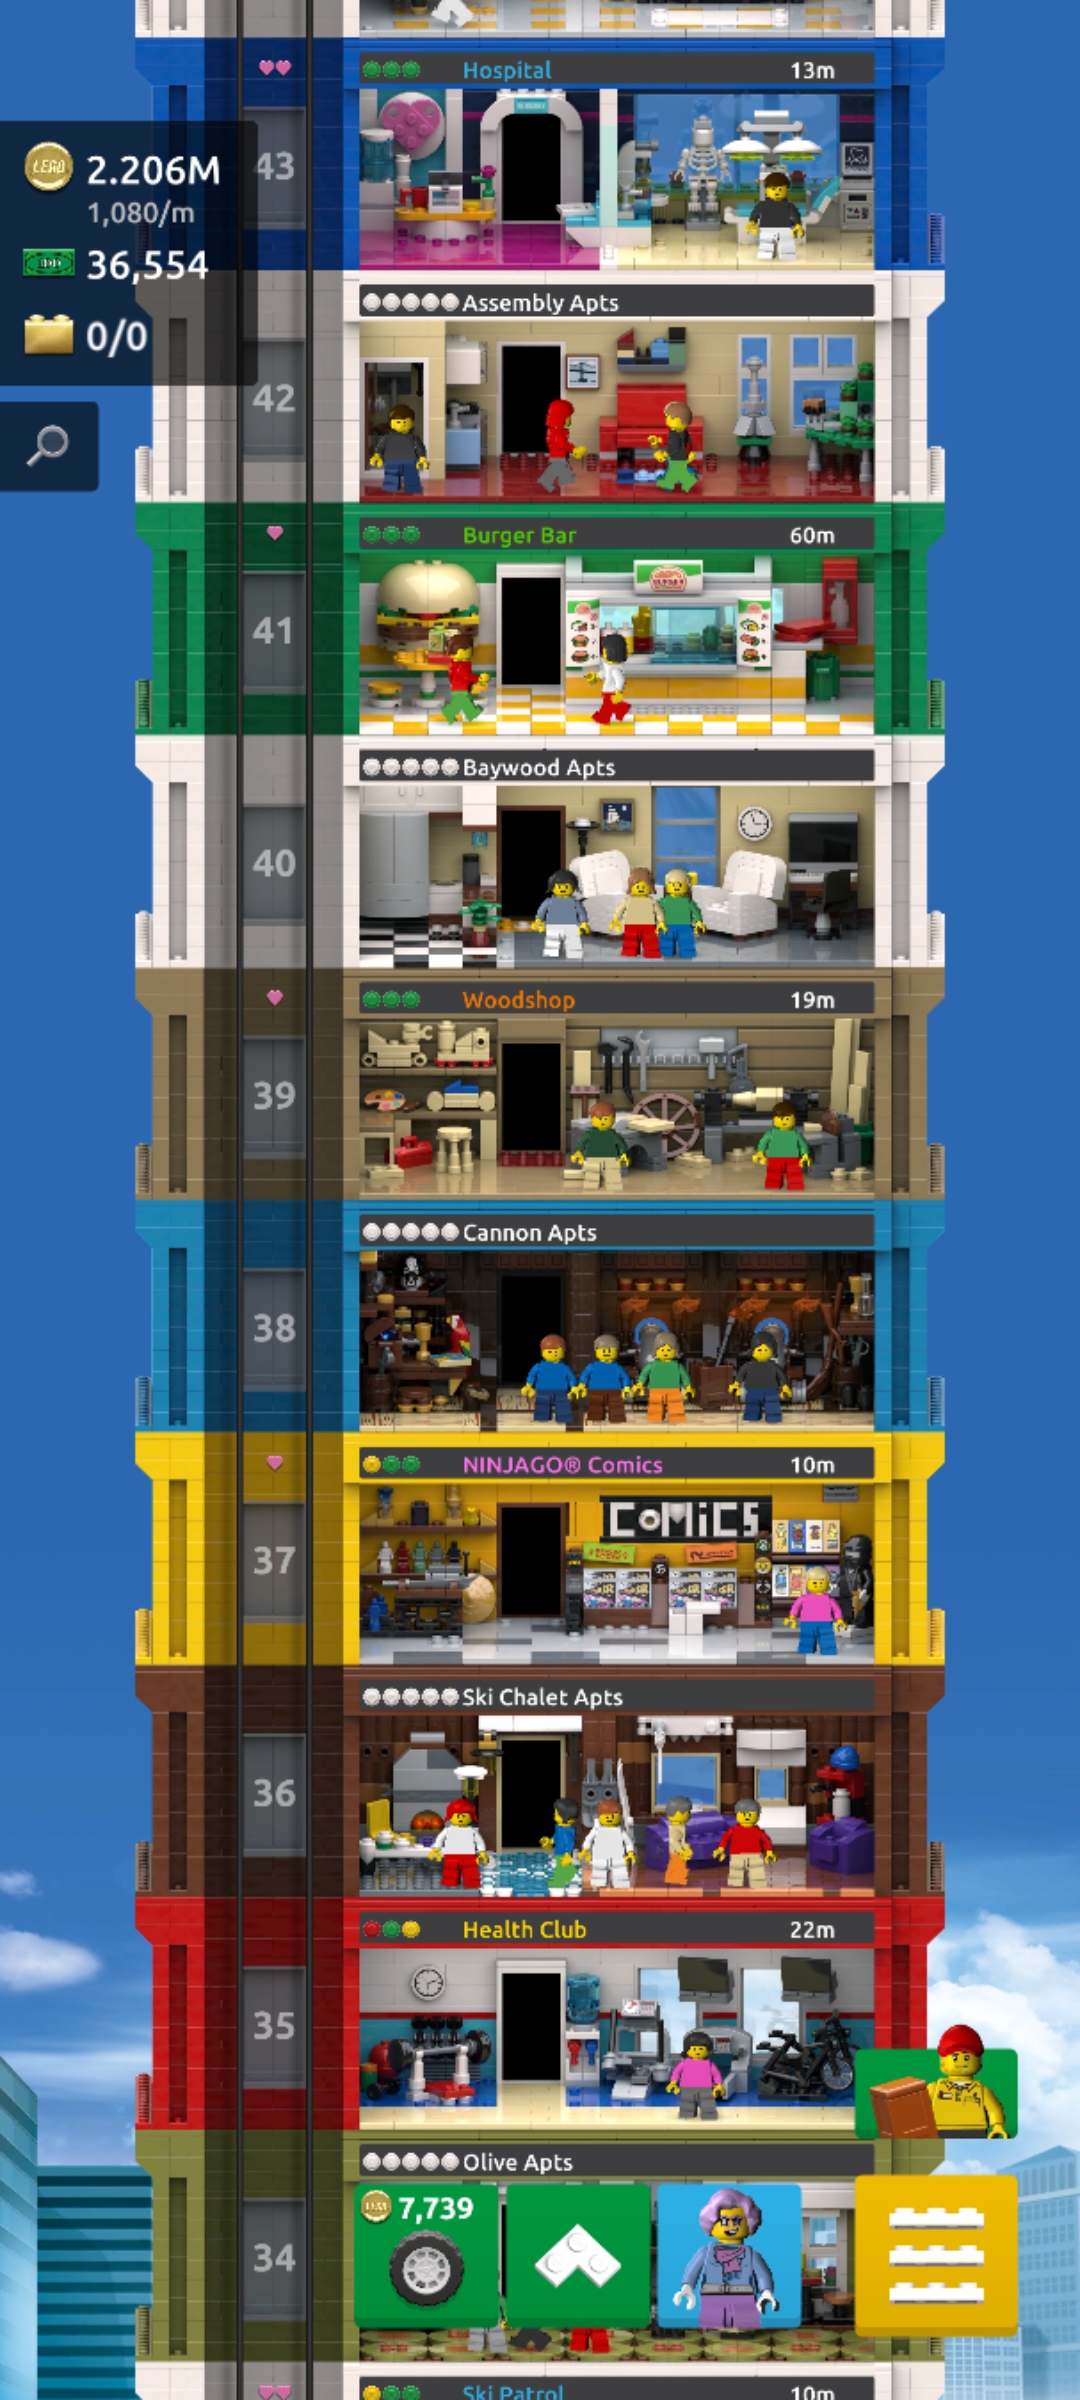 Hospital 13m
43
LEGO 2.206M
1,080/m
36,554
0/0
Assembly Apts
42
Burger Bar 60m
41
Baywood Apts
40
Woodshop 19m
39
Cannon Apts
38
NINJAGO® Comics 10m
COMiCS
37
Ski Chalet Apts
36
Health Club 22m
35
Olive Apts
7,739
34
Ski Patrol 10m